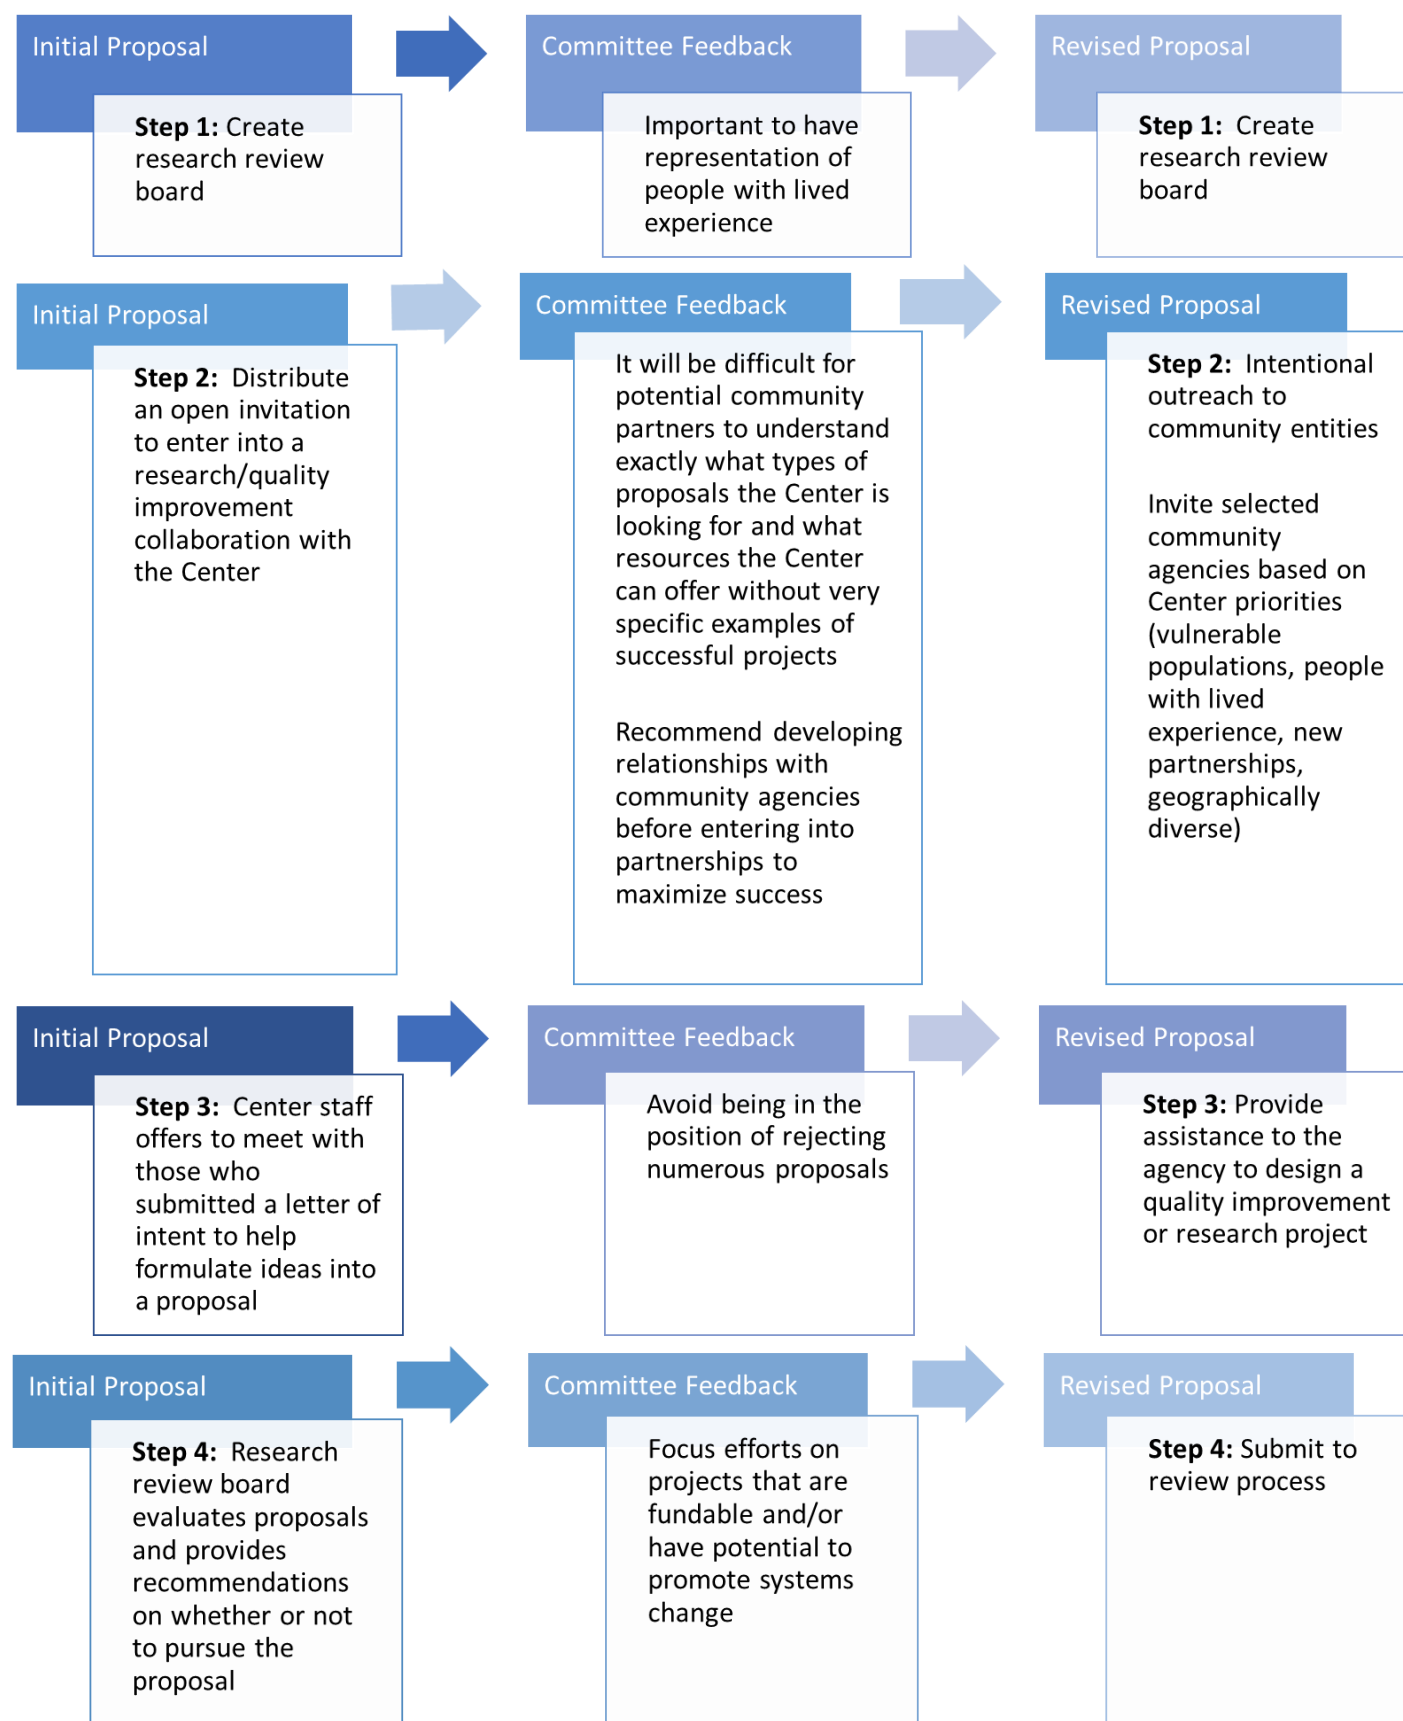 Initial Proposal
Step 1: Create
research review
board
Committee Feedback
Important to have
representation of
people with lived
experience
Revised Proposal
Step 1: Create
research review
board
Initial Proposal
Step 2: Distribute
an open invitation
to enter into a
research/quality
improvement
collaboration with
the Center
Committee Feedback
It will be difficult for
potential community
partners to understand
exactly what types of
proposals the Center is
looking for and what
resources the Center
can offer without very
specific examples of
successful projects
Recommend developing
relationships with
community agencies
before entering into
partnerships to
maximize success
Revised Proposal
Step 2: Intentional
outreach to
community entities
Invite selected
community
agencies based on
Center priorities
(vulnerable
populations, people
with lived
experience, new
partnerships,
geographically
diverse)
Initial Proposal
Step 3: Center staff
offers to meet with
those who
submitted a letter of
intent to help
formulate ideas into
a proposal
Committee Feedback
Avoid being in the
position of rejecting
numerous proposals
Revised Proposal
Step 3: Provide
assistance to the
agency to design a
quality improvement
or research project
Initial Proposal
Step 4: Research
review board
evaluates proposals
and provides
recommendations
on whether or not
to pursue the
proposal
Committee Feedback
Focus efforts on
projects that are
fundable and/or
have potential to
promote systems
change
Revised Proposal
Step 4: Submit to
review process